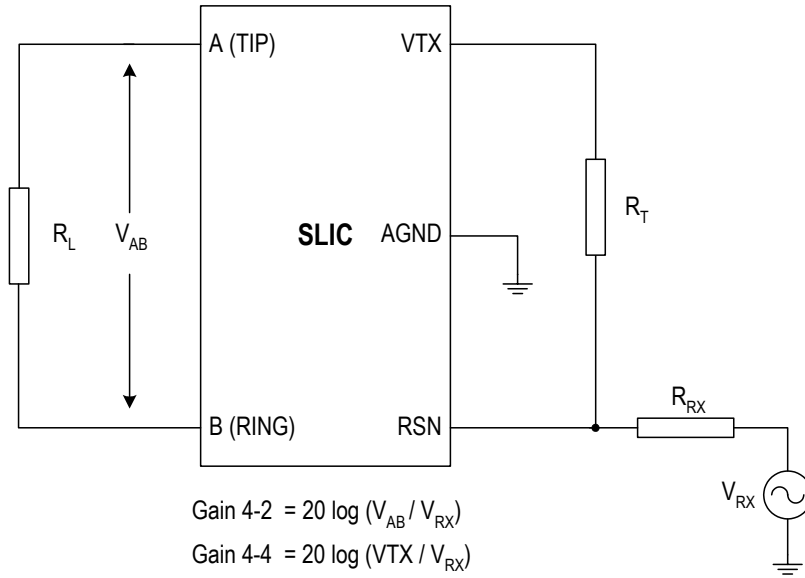 A (TIP)
VTX
R_L
V_AB
SLIC
AGND
R_T
B (RING)
RSN
R_RX
V_RX
Gain 4-2 = 20 log (V_AB / V_RX)
Gain 4-4 = 20 log (VTX / V_RX)